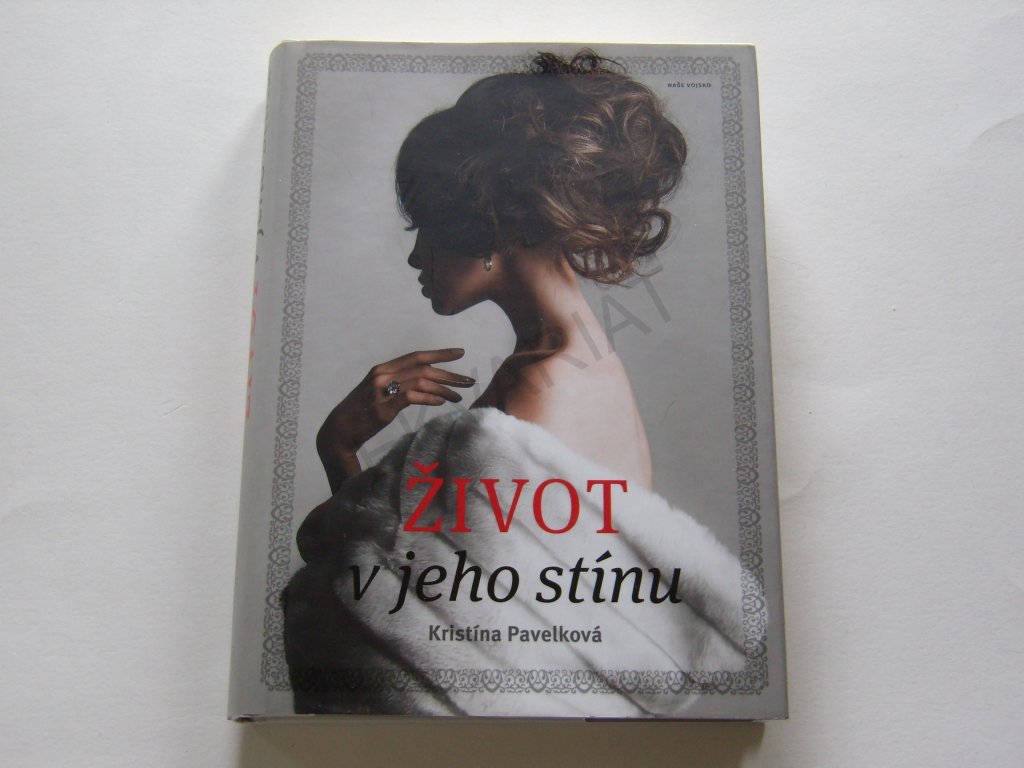 NAŠE VOJSKO
ŽIVOT
v jeho stínu
Kristína Pavelková